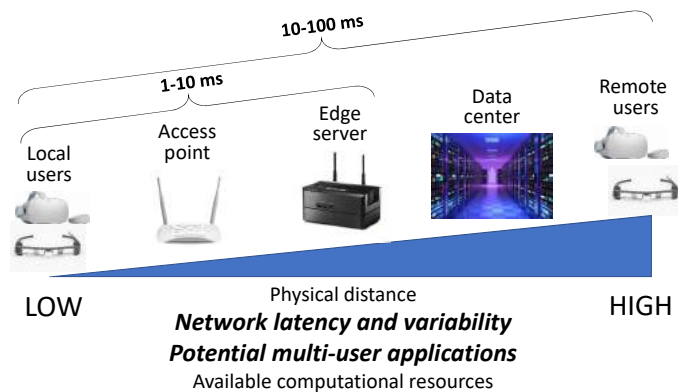 10-100 ms
1-10 ms
Remote
users
Data
center
Edge
server
Access
point
Local
users
LOW
HIGH
Physical distance
Network latency and variability
Potential multi-user applications
Available computational resources